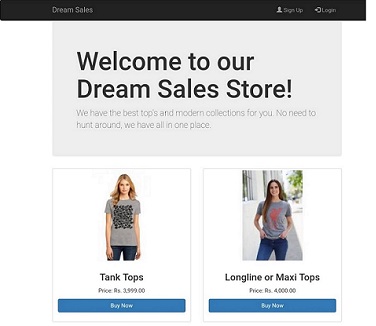 Dream Sales
Sign Up
Login
Welcome to our
Dream Sales Store!
We have the best top's and modern collections for you. No need to
hunt around, we have all in one place.
Tank Tops
Price: Rs. 3,999.00
Buy Now
Longline or Maxi Tops
Price: Rs. 4,000.00
Buy Now